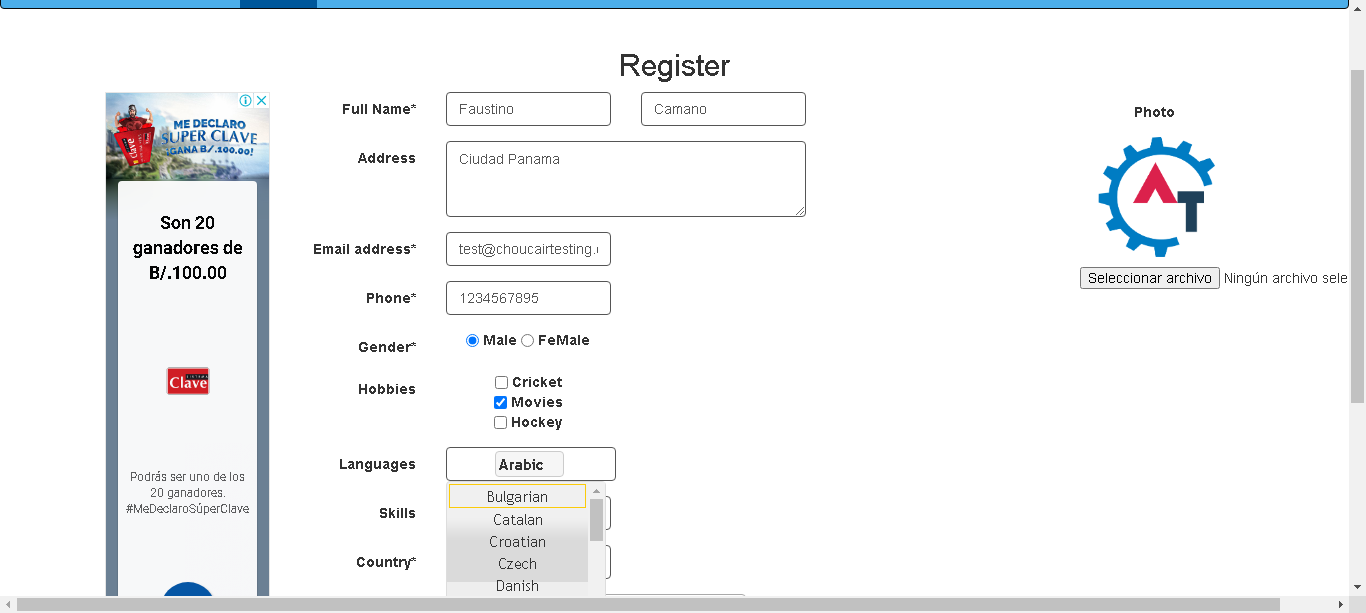 Register
ME DECLARO
SUPER CLAVE
¡GANA B/.100.00!
Clave
Son 20
ganadores de
B/.100.00
Clave
Podrás ser uno de los
20 ganadores.
#MeDeclaroSúperClave
Full Name* Faustino Camano
Address Ciudad Panama
Email address* test@choucairtesting.
Phone* 1234567895
Gender* Male FeMale
Hobbies Cricket
Movies
Hockey
Languages Arabic
Bulgarian
Skills
Catalan
Croatian
Country* Czech
Danish
Photo
AT
Seleccionar archivo Ningún archivo sele